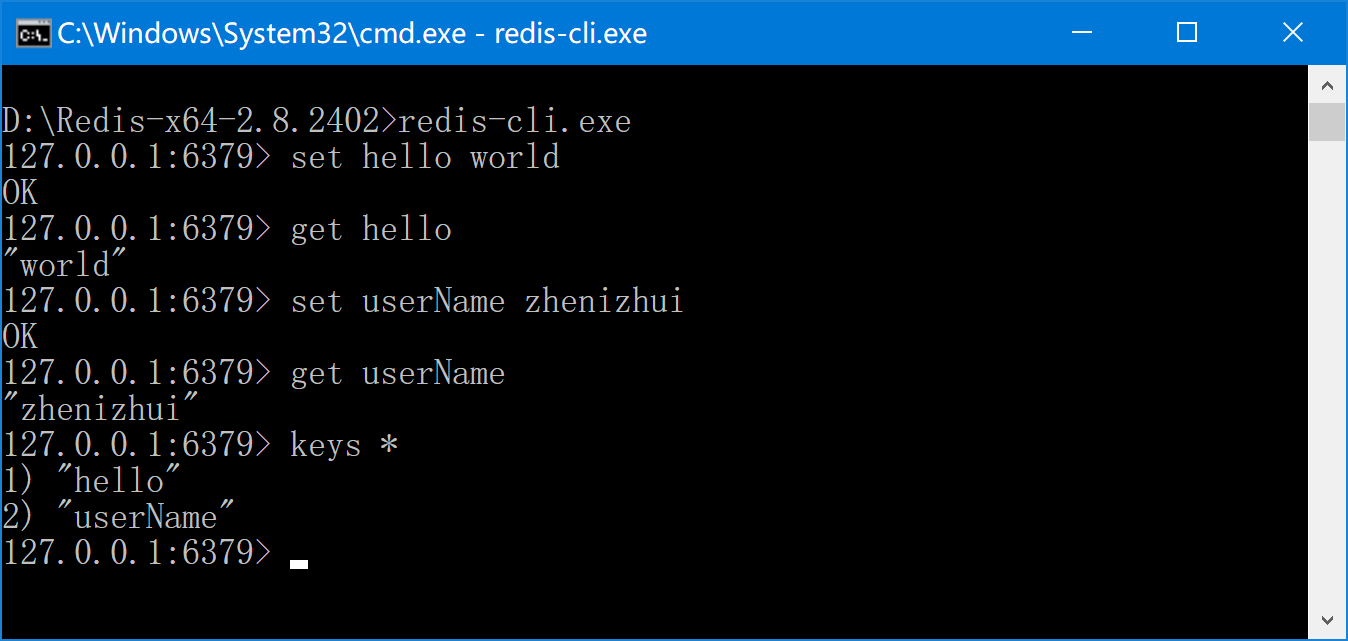 C:\Windows\System32\cmd.exe - redis-cli.exe
D:\Redis-x64-2.8.2402>redis-cli.exe
127.0.0.1:6379> set hello world
OK
127.0.0.1:6379> get hello
"world"
127.0.0.1:6379> set userName zhenizhui
OK
127.0.0.1:6379> get userName
"zhenizhui"
127.0.0.1:6379> keys *
1) "hello"
2) "userName"
127.0.0.1:6379>